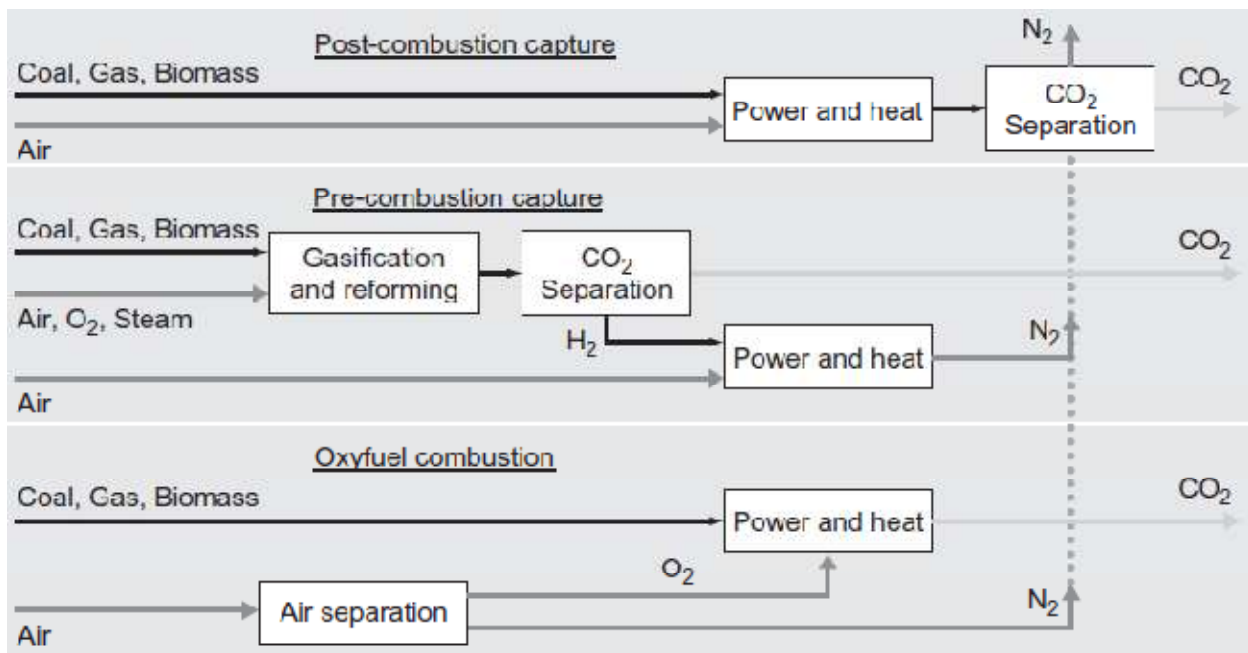 Post-combustion capture
N₂
Coal, Gas, Biomass
Power and heat
CO₂
Separation
CO₂
Air
Pre-combustion capture
Coal, Gas, Biomass
Gasification
and reforming
CO₂
Separation
CO₂
Air, O₂, Steam
H₂
Power and heat
N₂
Air
Oxyfuel combustion
Coal, Gas, Biomass
Power and heat
CO₂
O₂
Air separation
N₂
Air